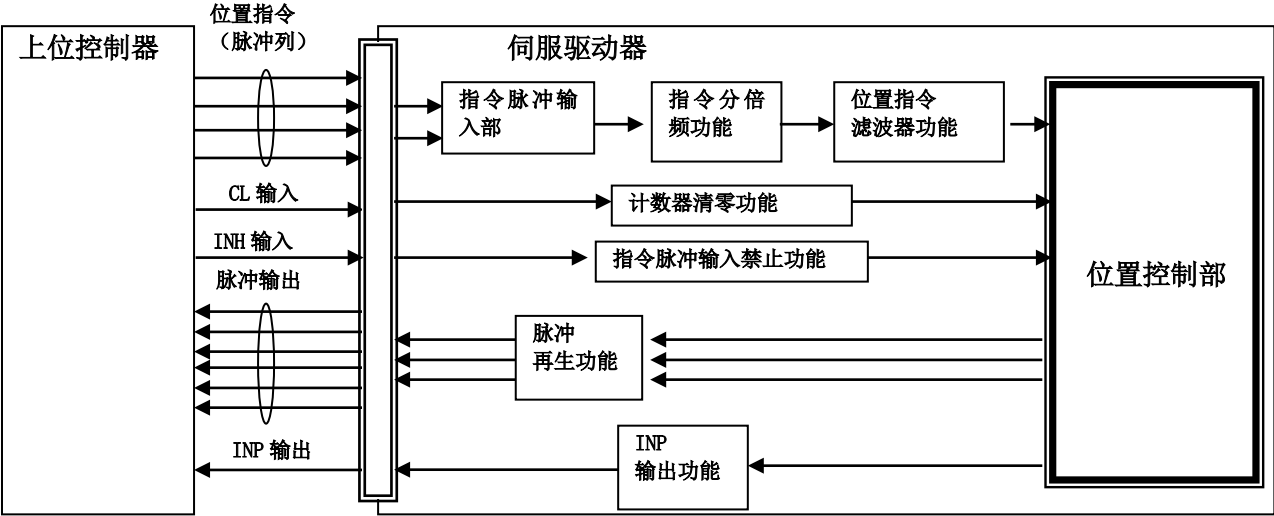 位置指令
（脉冲列）
上位控制器
伺服驱动器
指令脉冲输
入部
指令分倍
频功能
位置指令
滤波器功能
CL 输入
计数器清零功能
INH 输入
指令脉冲输入禁止功能
位置控制部
脉冲输出
脉冲
再生功能
INP 输出
INP
输出功能